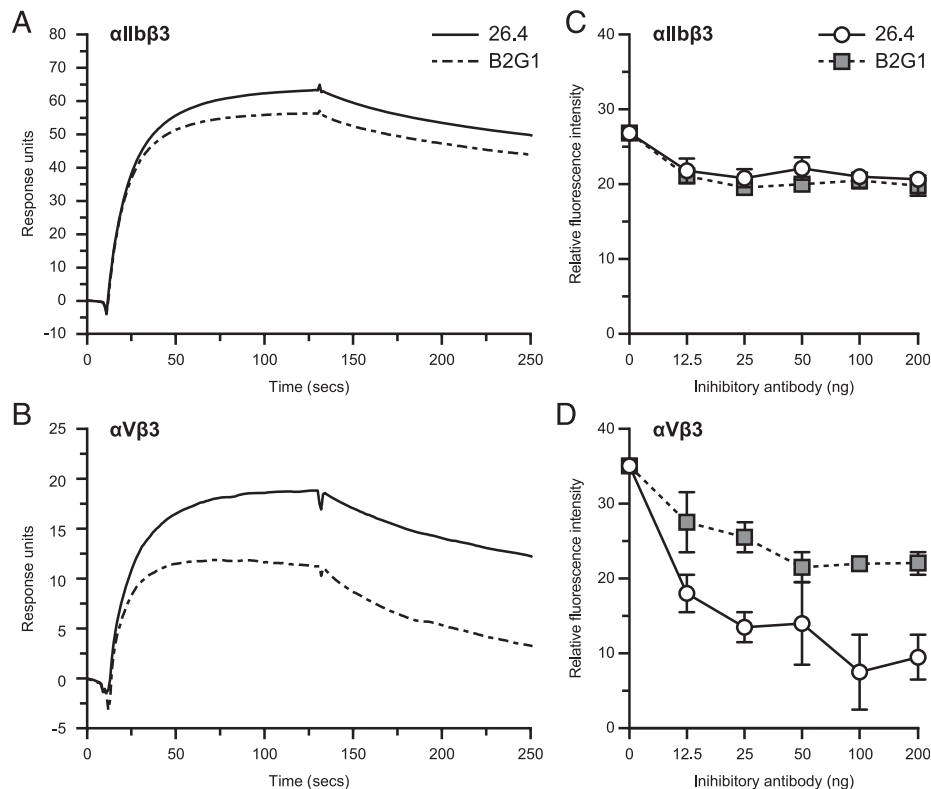 A
αIIbβ3
26.4
B2G1
80
70
60
50
40
30
20
10
0
-10
Response units
0
50
100
150
200
250
Time (secs)
C
αIIbβ3
26.4
B2G1
40
30
20
10
0
Relative fluorescence intensity
0
12.5
25
50
100
200
Inihibitory antibody (ng)
B
αVβ3
25
20
15
10
5
0
-5
Response units
0
50
100
150
200
250
Time (secs)
D
αVβ3
40
30
20
10
0
Relative fluorescence intensity
0
12.5
25
50
100
200
Inihibitory antibody (ng)